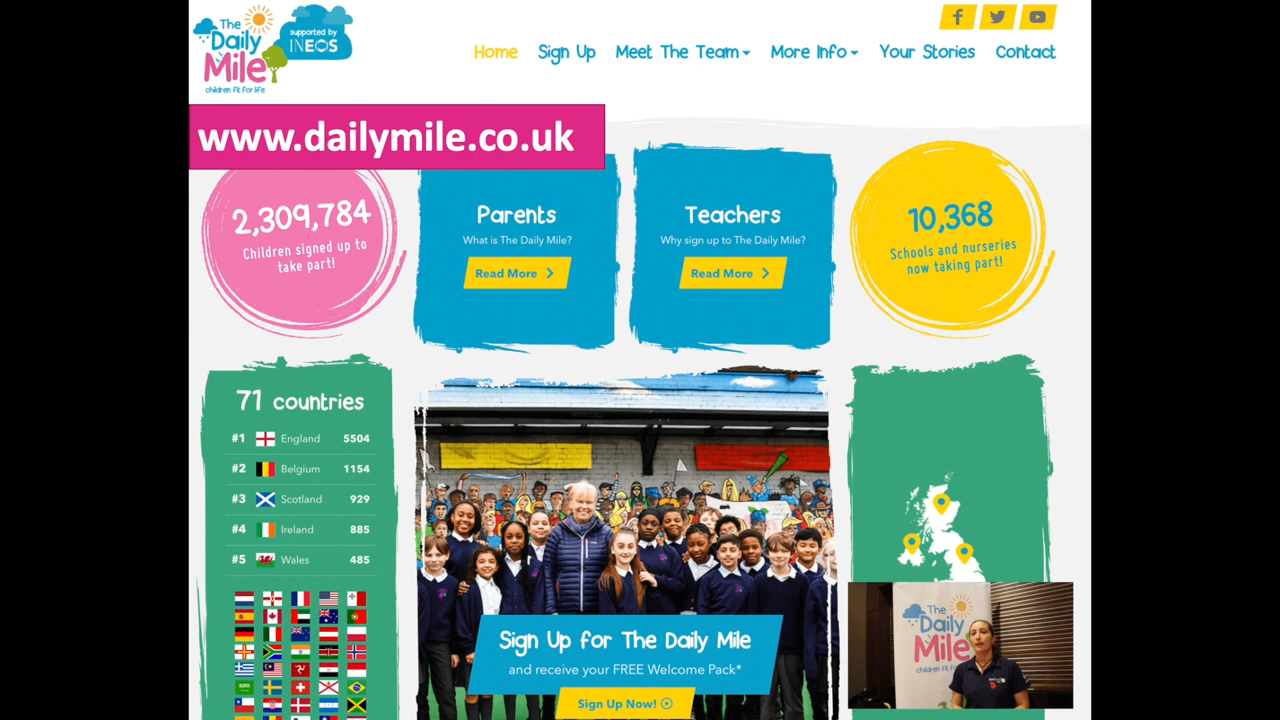 The
Daily
Mile
children fit for life
supported by
INEOS
Home Sign Up Meet The Team More Info Your Stories Contact
www.dailymile.co.uk
2,309,784
Children signed up to
take part!
Parents
What is The Daily Mile?
Read More
Teachers
Why sign up to The Daily Mile?
Read More
10,368
Schools and nurseries
now taking part!
71 countries
#1 England 5504
#2 Belgium 1154
#3 Scotland 929
#4 Ireland 885
#5 Wales 485
Sign Up for The Daily Mile
and receive your FREE Welcome Pack*
Sign Up Now!
The
Daily
Mile
children fit for life